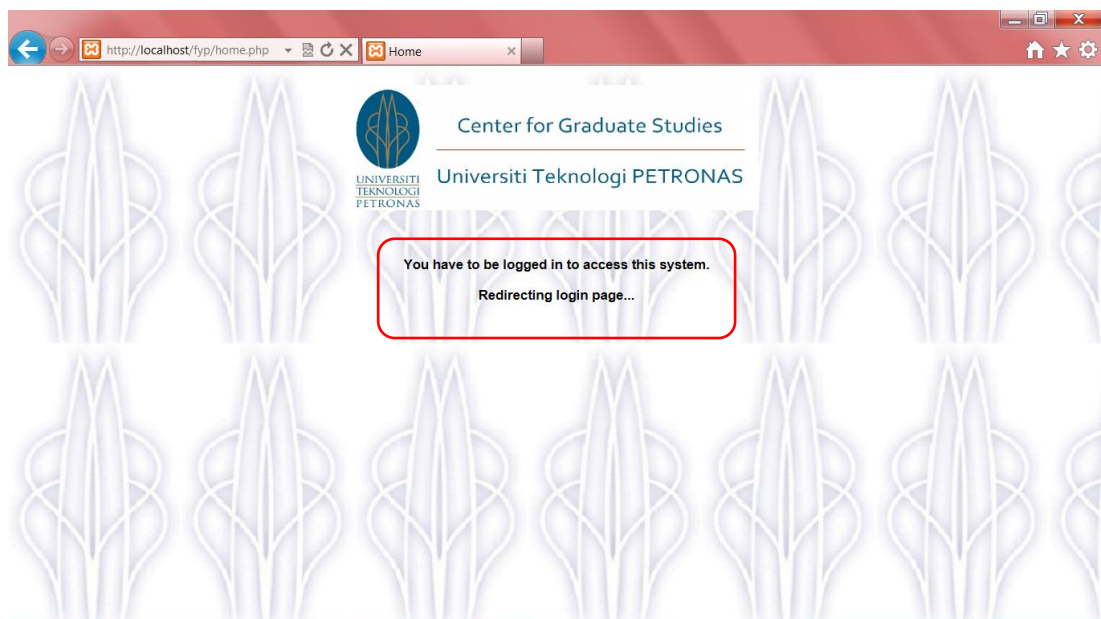 http://localhost/fyp/home.php
Home
Center for Graduate Studies
Universiti Teknologi PETRONAS
UNIVERSITI
TEKNOLOGI
PETRONAS
You have to be logged in to access this system.
Redirecting login page...